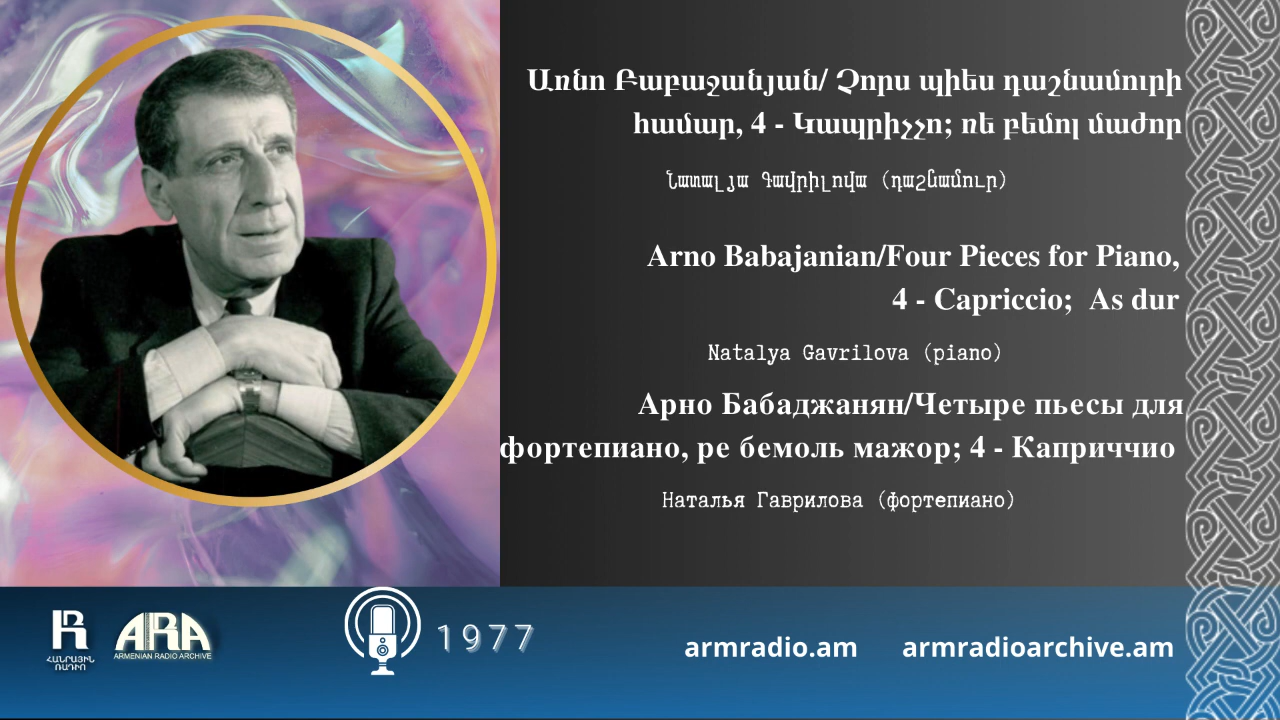 Առնո Բաբաջանյան/ Չորս պիես դաշնամուրի
համար, 4 - Կապրիչչո; ռե բեմոլ մաժոր
Նատալյա Գավրիլովա (դաշնամուր)
Arno Babajanian/Four Pieces for Piano,
4 - Capriccio; As dur
Natalya Gavrilova (piano)
Арно Бабаджанян/Четыре пьесы для
фортепиано, ре бемоль мажор; 4 - Каприччио
Наталья Гаврилова (фортепиано)
ՀԱՆՐԱՅԻՆ
ՌԱԴԻՈ
ARA
ARMENIAN RADIO ARCHIVE
1977
armradio.am armradioarchive.am